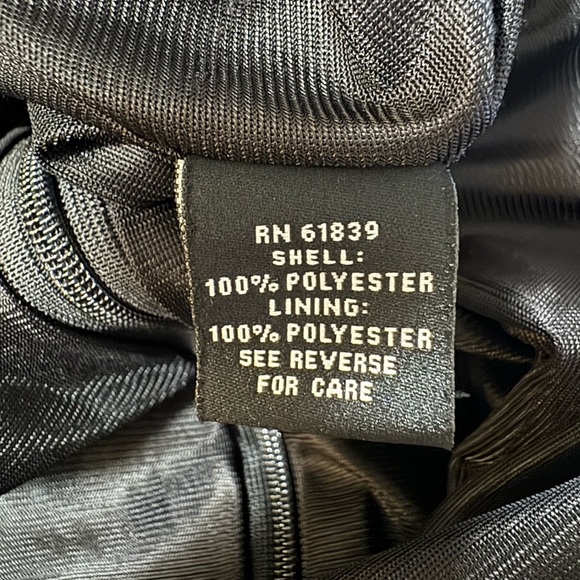 RN 61839
SHELL:
100% POLYESTER
LINING:
100% POLYESTER
SEE REVERSE
FOR CARE